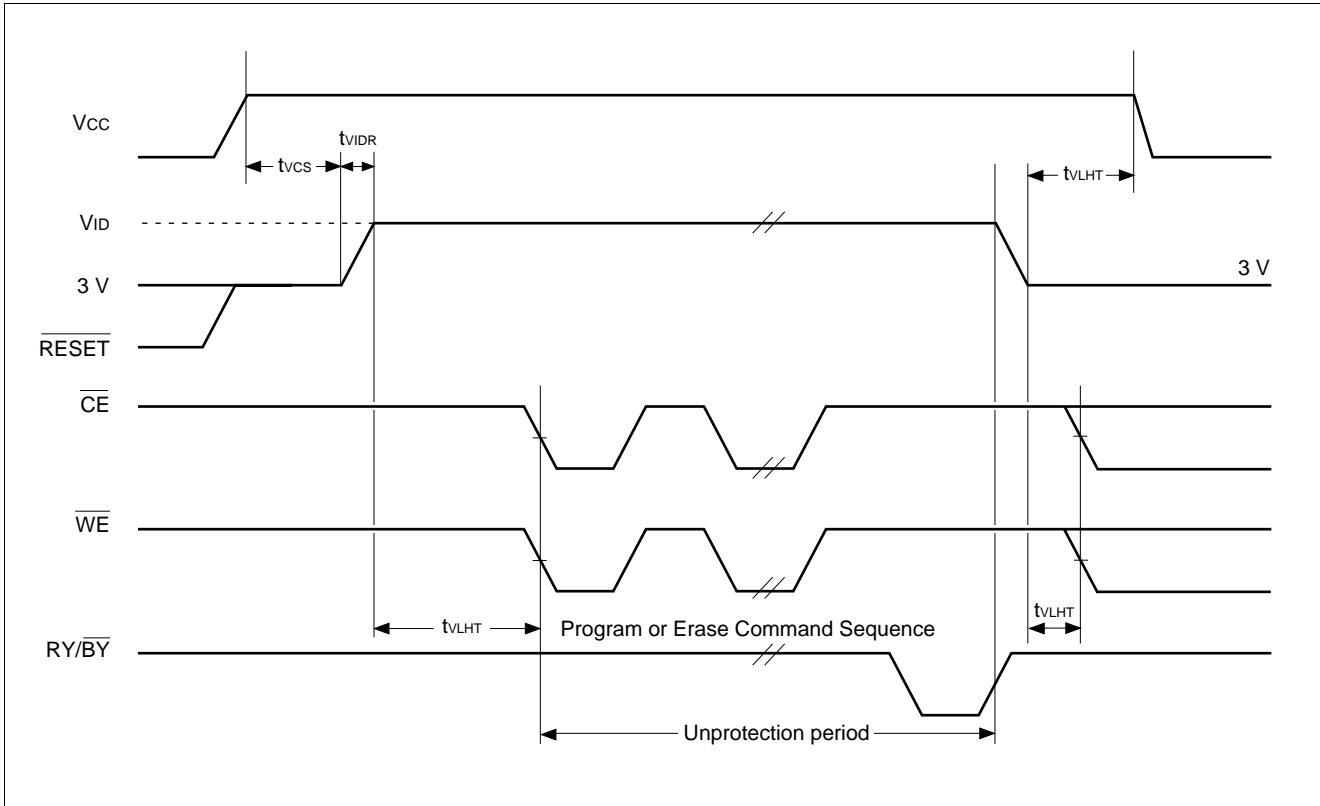 VCC
tVIDR
tVCS
tVLHT
VID
3 V
3 V
RESET
CE
WE
tVLHT
Program or Erase Command Sequence
tVLHT
RY/BY
Unprotection period